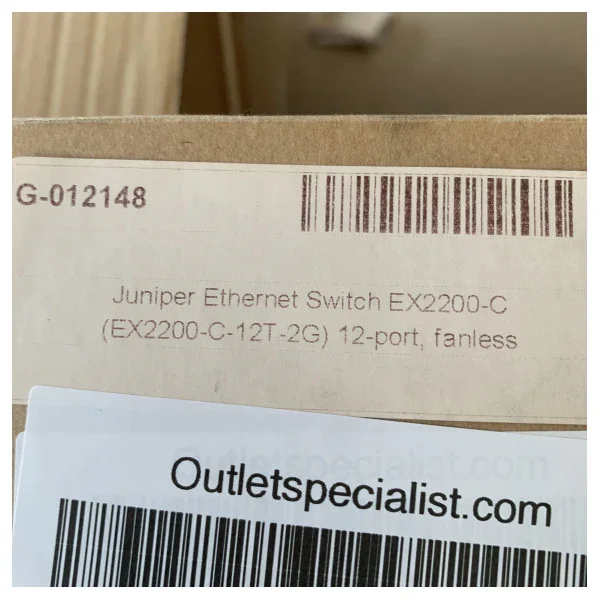 G-012148
Juniper Ethernet Switch EX2200-C
(EX2200-C-12T-2G) 12-port, fanless
Outletspecialist.com